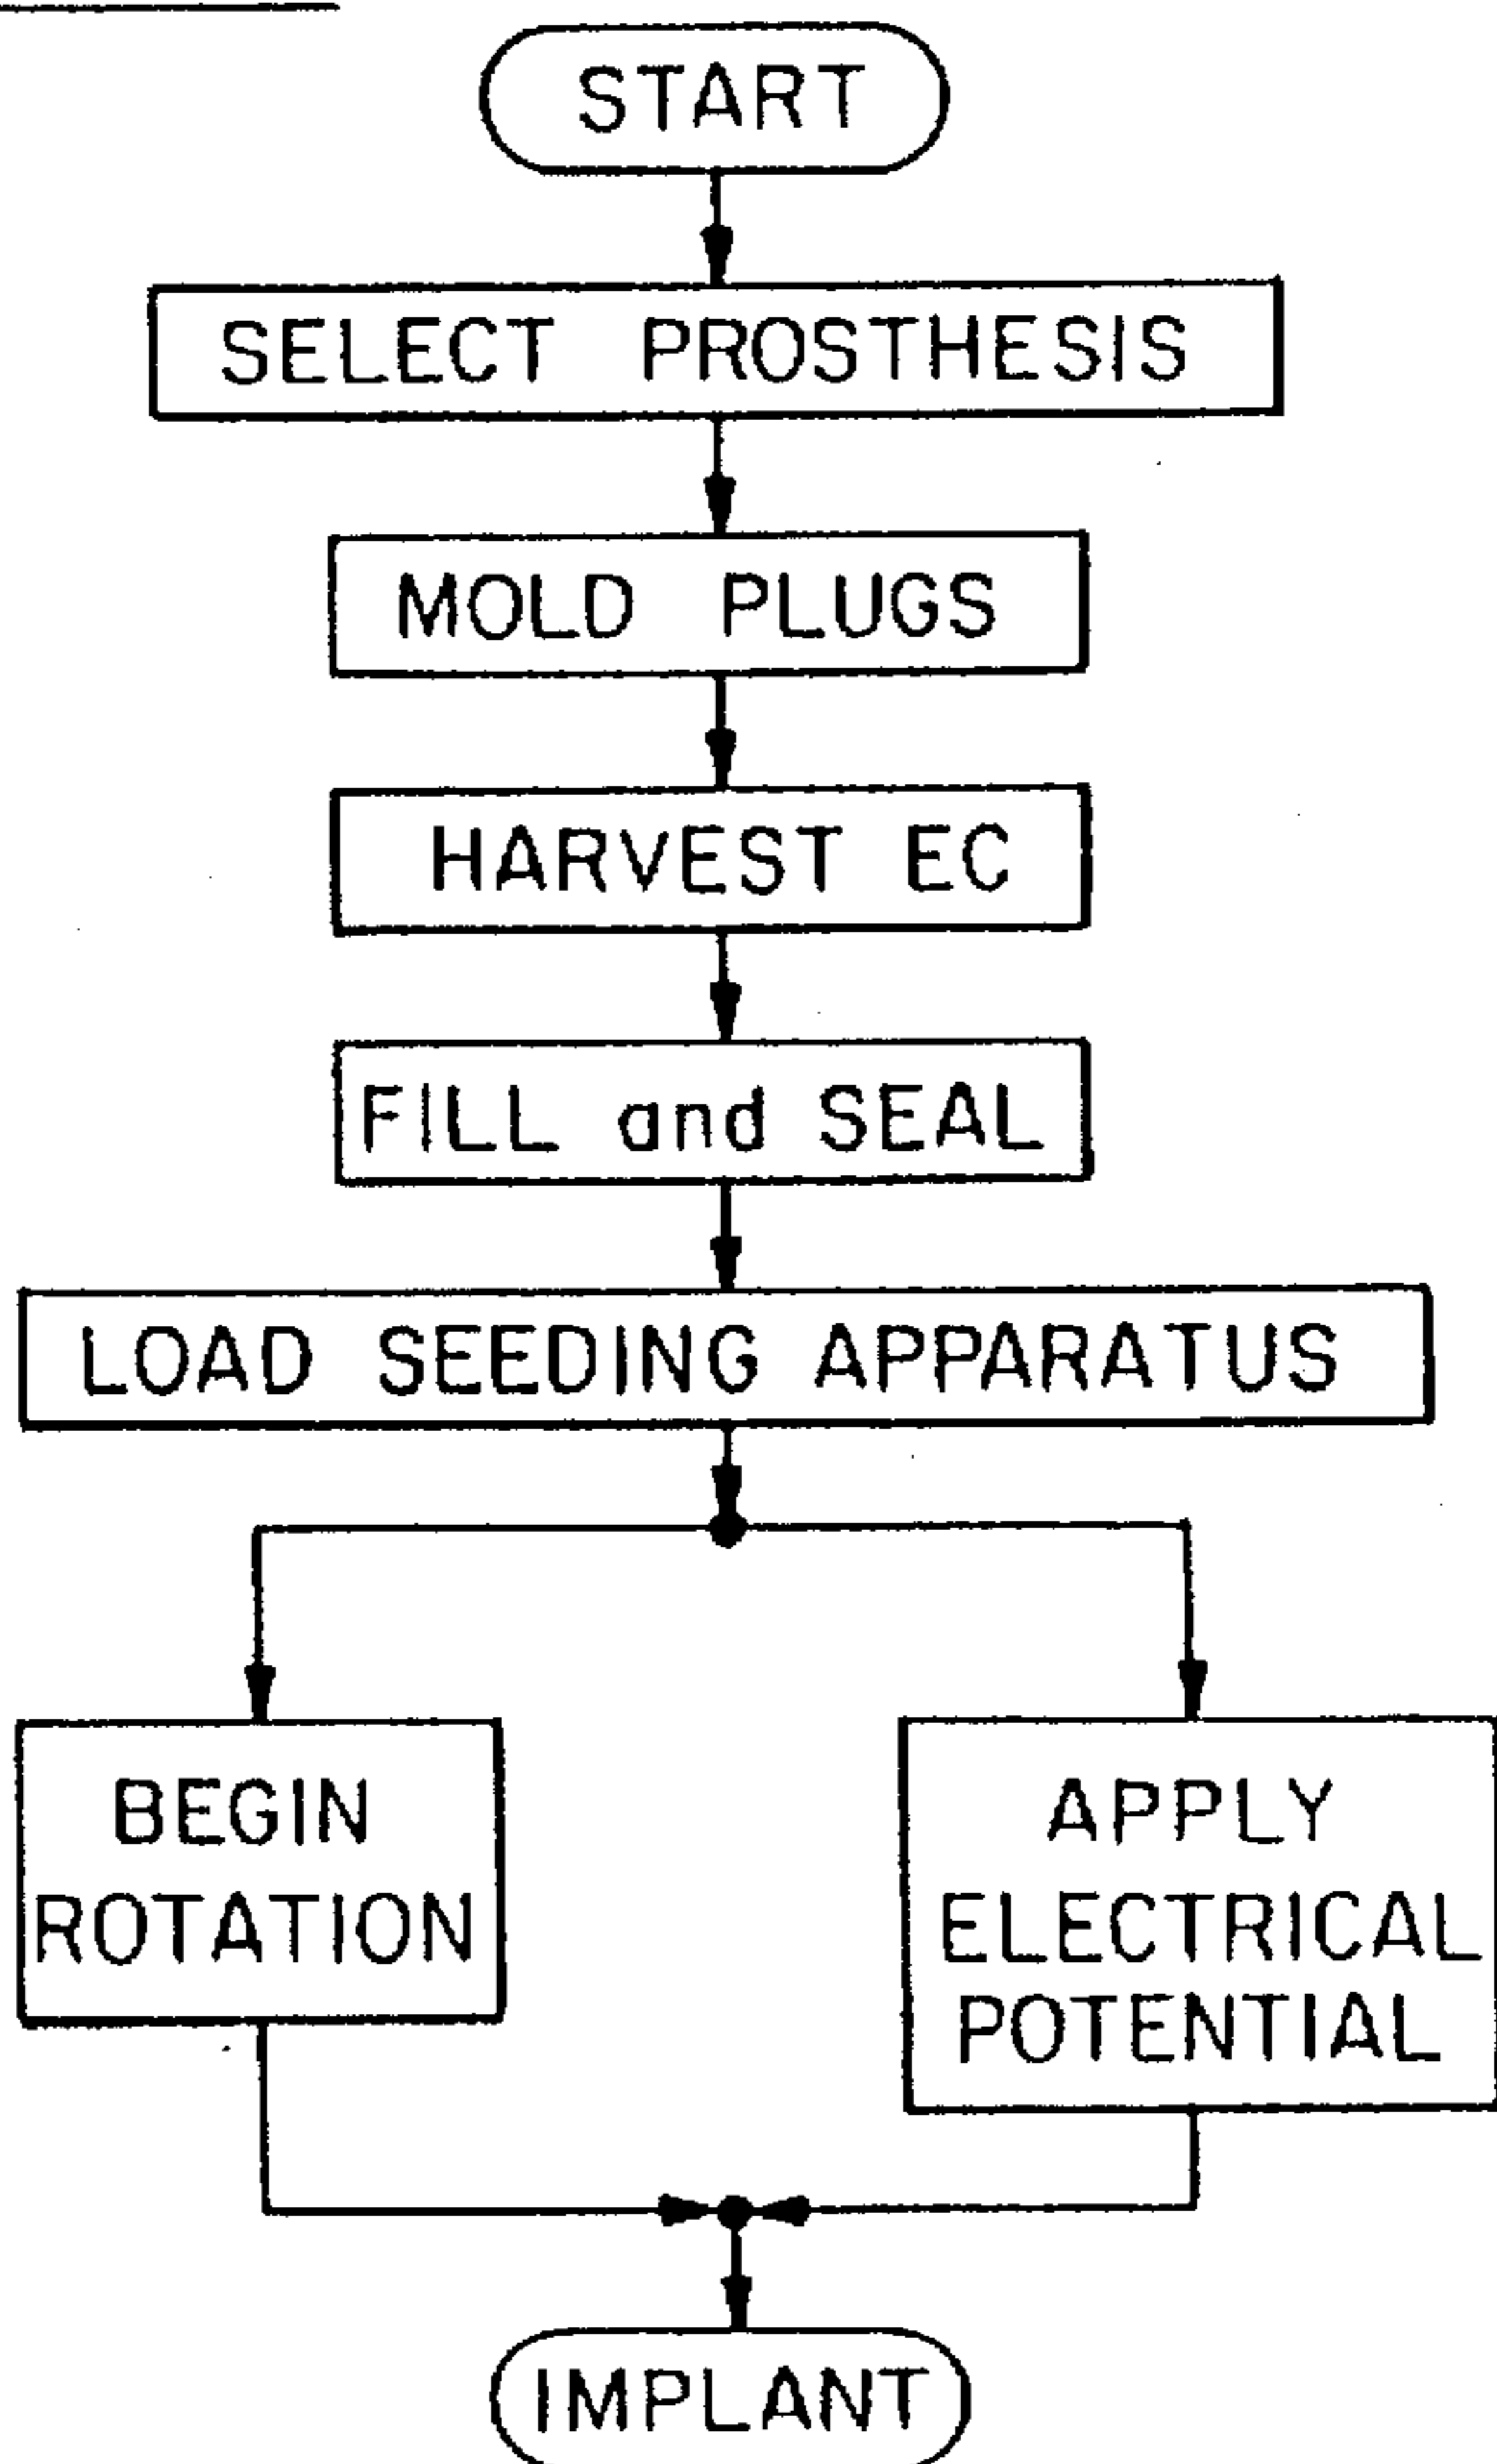 START
SELECT PROSTHESIS
MOLD PLUGS
HARVEST EC
FILL and SEAL
LOAD SEEDING APPARATUS
BEGIN
ROTATION
APPLY
ELECTRICAL
POTENTIAL
IMPLANT